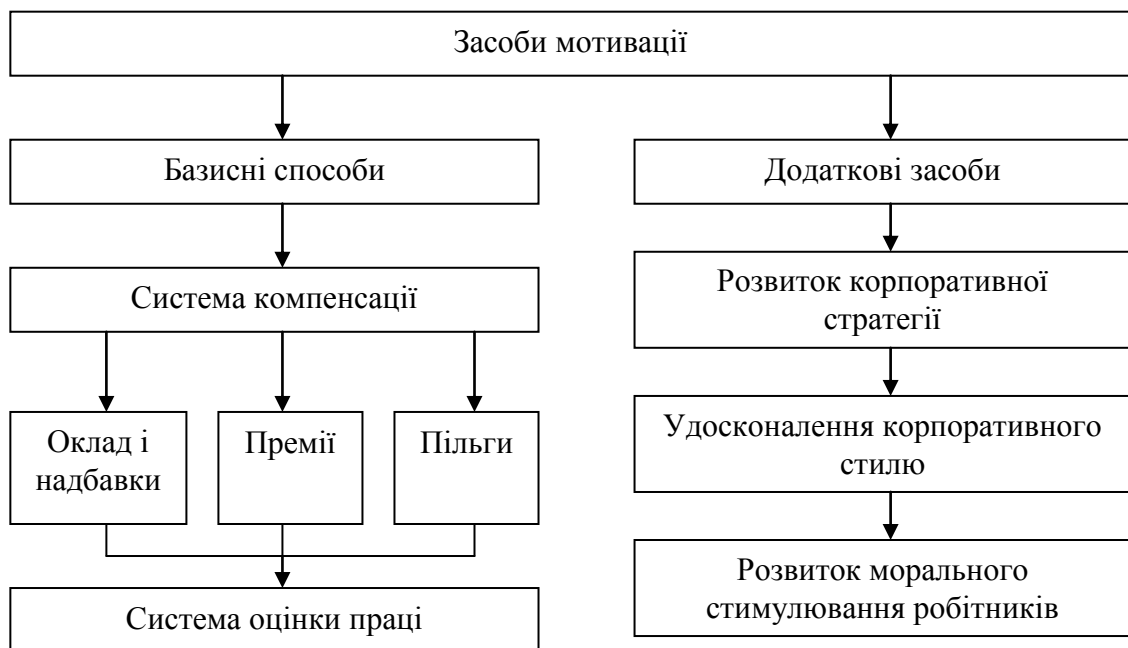 Засоби мотивації
Базисні способи
Додаткові засоби
Система компенсації
Розвиток корпоративної
стратегії
Оклад і
надбавки
Премії
Пільги
Удосконалення корпоративного
стилю
Система оцінки праці
Розвиток морального
стимулювання робітників